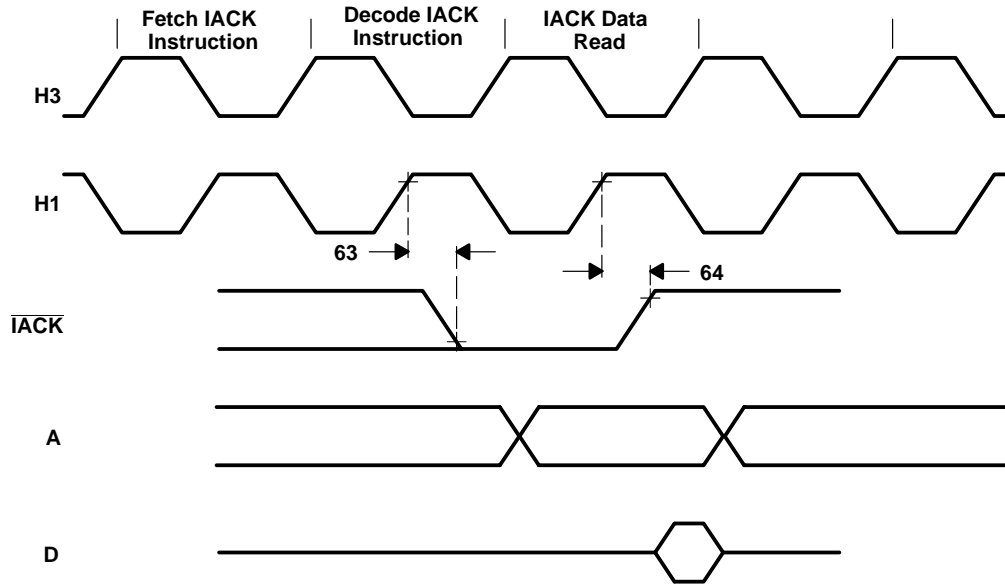 Fetch IACK
Instruction
Decode IACK
Instruction
IACK Data
Read
H3
H1
63
64
IACK
A
D